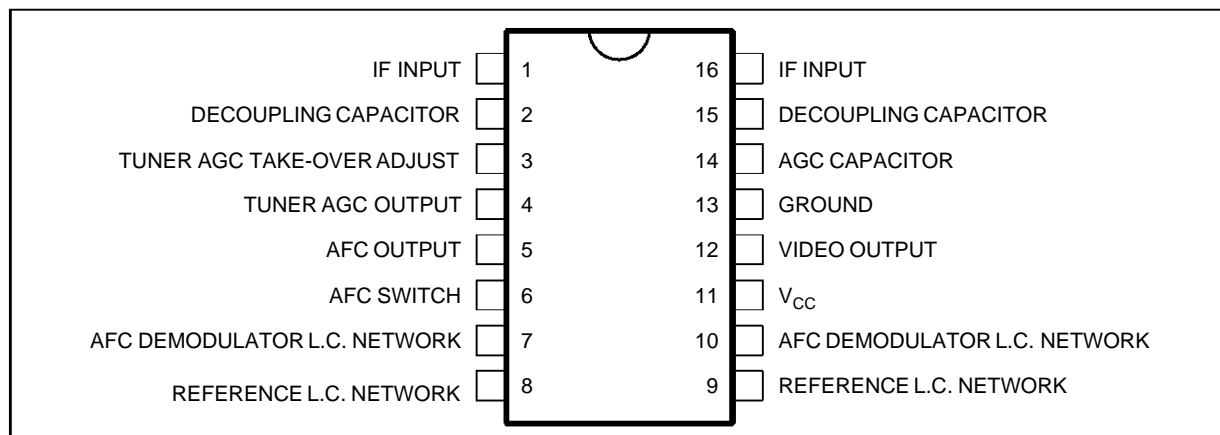 IF INPUT 1 16 IF INPUT
DECOUPLING CAPACITOR 2 15 DECOUPLING CAPACITOR
TUNER AGC TAKE-OVER ADJUST 3 14 AGC CAPACITOR
TUNER AGC OUTPUT 4 13 GROUND
AFC OUTPUT 5 12 VIDEO OUTPUT
AFC SWITCH 6 11 VCC
AFC DEMODULATOR L.C. NETWORK 7 10 AFC DEMODULATOR L.C. NETWORK
REFERENCE L.C. NETWORK 8 9 REFERENCE L.C. NETWORK